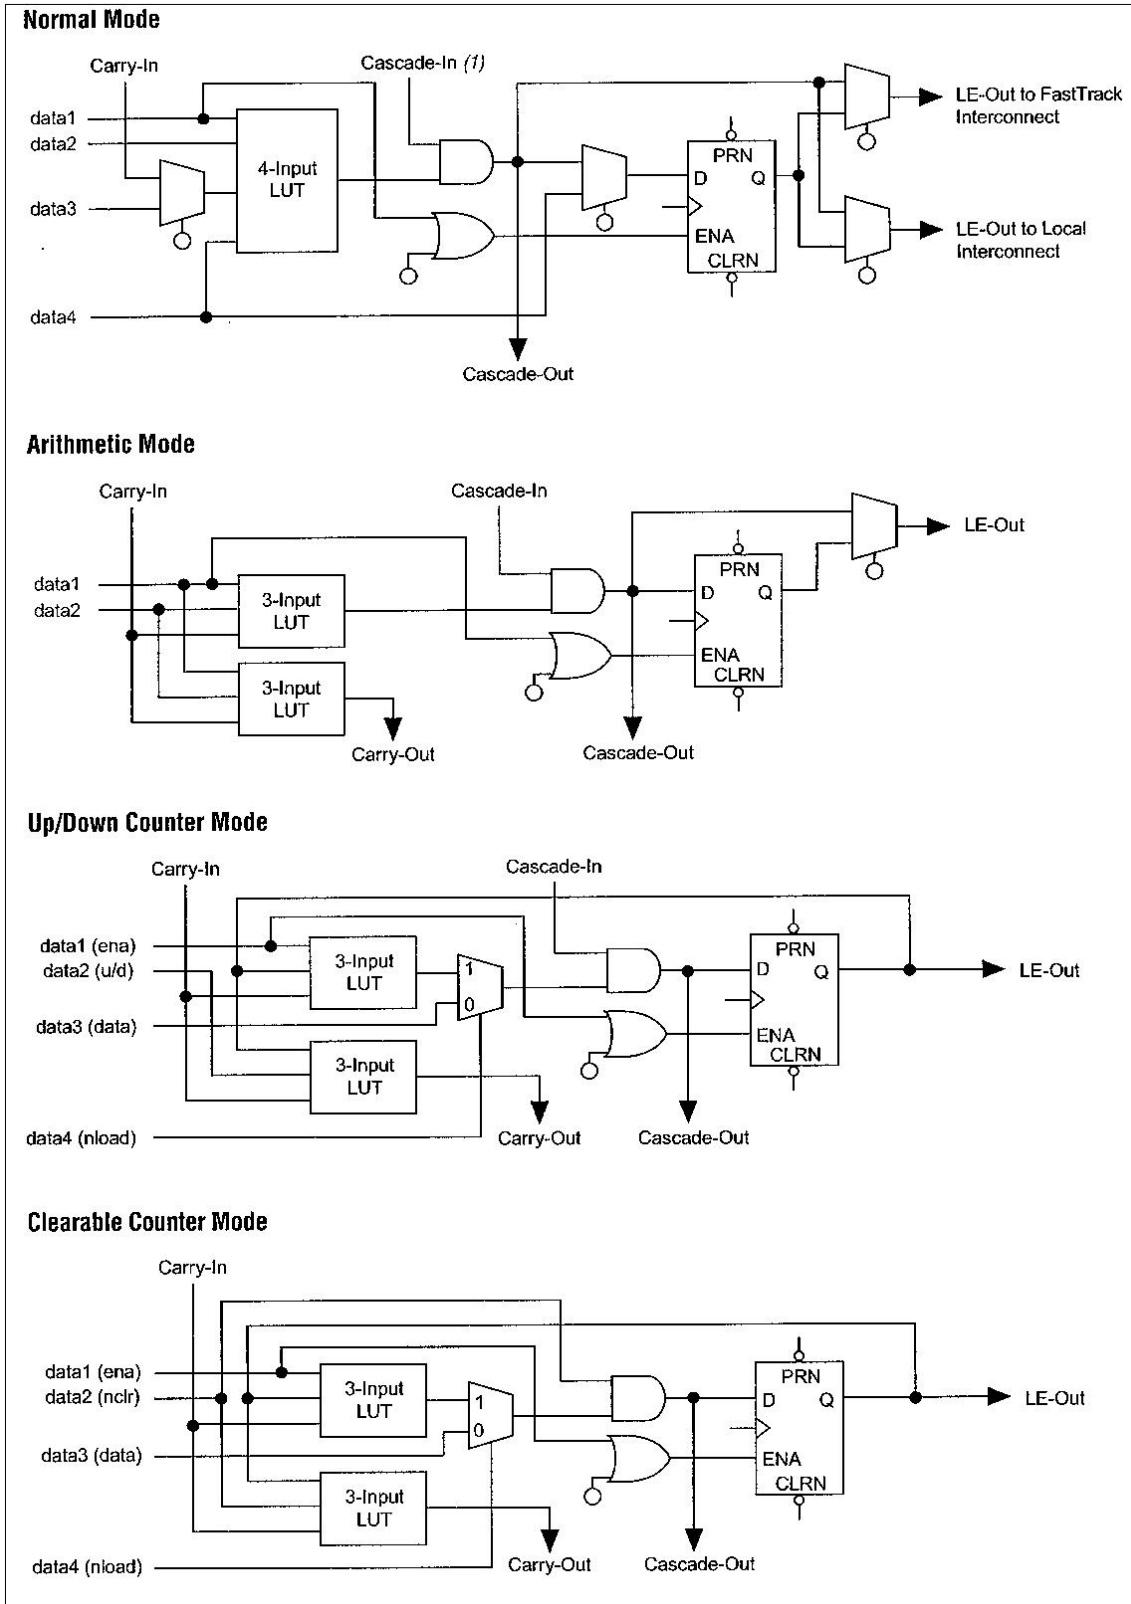 Normal Mode
Carry-In
Cascade-In (1)
data1
data2
data3
data4
4-Input
LUT
PRN
D
Q
ENA
CLRN
LE-Out to FastTrack
Interconnect
LE-Out to Local
Interconnect
Cascade-Out
Arithmetic Mode
Carry-In
Cascade-In
data1
data2
3-Input
LUT
3-Input
LUT
PRN
D
Q
ENA
CLRN
LE-Out
Carry-Out
Cascade-Out
Up/Down Counter Mode
Carry-In
Cascade-In
data1 (ena)
data2 (u/d)
data3 (data)
data4 (nload)
3-Input
LUT
1
0
3-Input
LUT
PRN
D
Q
ENA
CLRN
LE-Out
Carry-Out
Cascade-Out
Clearable Counter Mode
Carry-In
data1 (ena)
data2 (nclr)
data3 (data)
data4 (nload)
3-Input
LUT
1
0
3-Input
LUT
PRN
D
Q
ENA
CLRN
LE-Out
Carry-Out
Cascade-Out